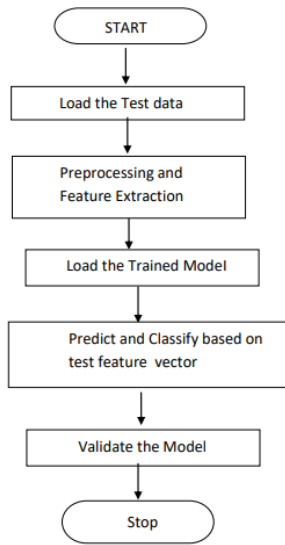 START
Load the Test data
Preprocessing and
Feature Extraction
Load the Trained Model
Predict and Classify based on
test feature vector
Validate the Model
Stop